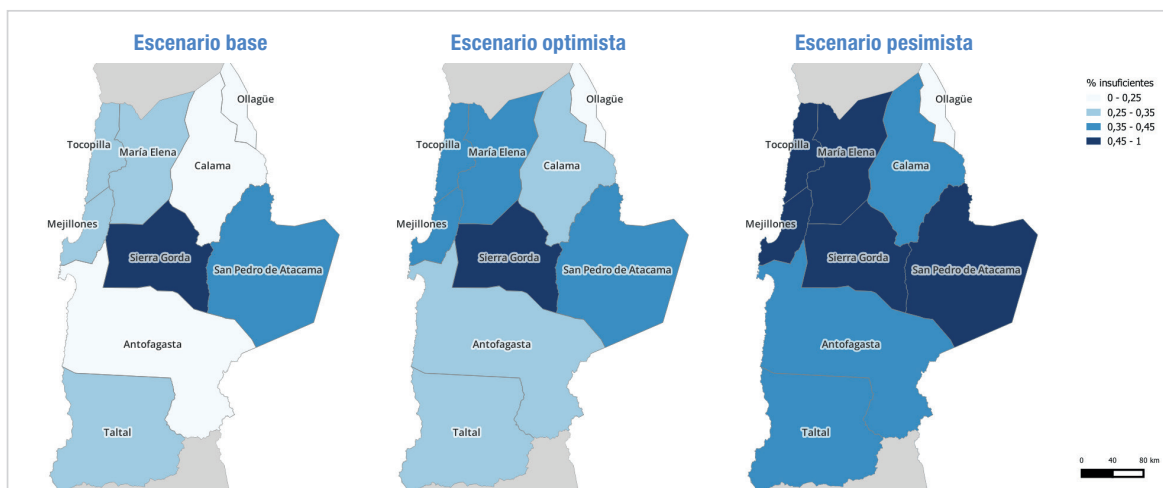 Escenario base
Escenario optimista
Escenario pesimista
Ollagüe
Tocopilla
María Elena
Calama
Mejillones
Sierra Gorda
San Pedro de Atacama
Antofagasta
Taltal
Ollagüe
Tocopilla
María Elena
Calama
Mejillones
Sierra Gorda
San Pedro de Atacama
Antofagasta
Taltal
Ollagüe
Tocopilla
María Elena
Calama
Mejillones
Sierra Gorda
San Pedro de Atacama
Antofagasta
Taltal
% insuficientes
0 - 0,25
0,25 - 0,35
0,35 - 0,45
0,45 - 1
0 40 80 km